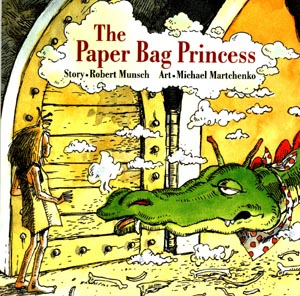 The
Paper Bag Princess
Story • Robert Munsch Art • Michael Martchenko